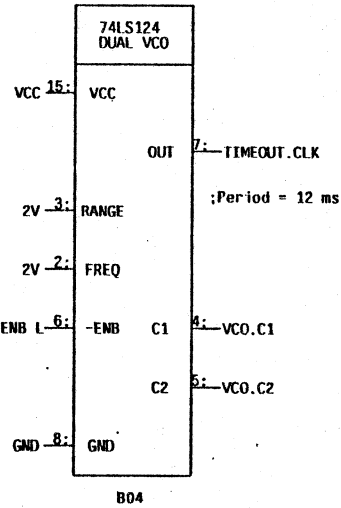 74LS124
DUAL VCO
VCC 15: VCC
OUT 7: TIMEOUT.CLK
;Period = 12 ms
2V 3: RANGE
2V 2: FREQ
ENB L 6: -ENB C1 4: VCO.C1
C2 5: VCO.C2
GND 8: GND
B04